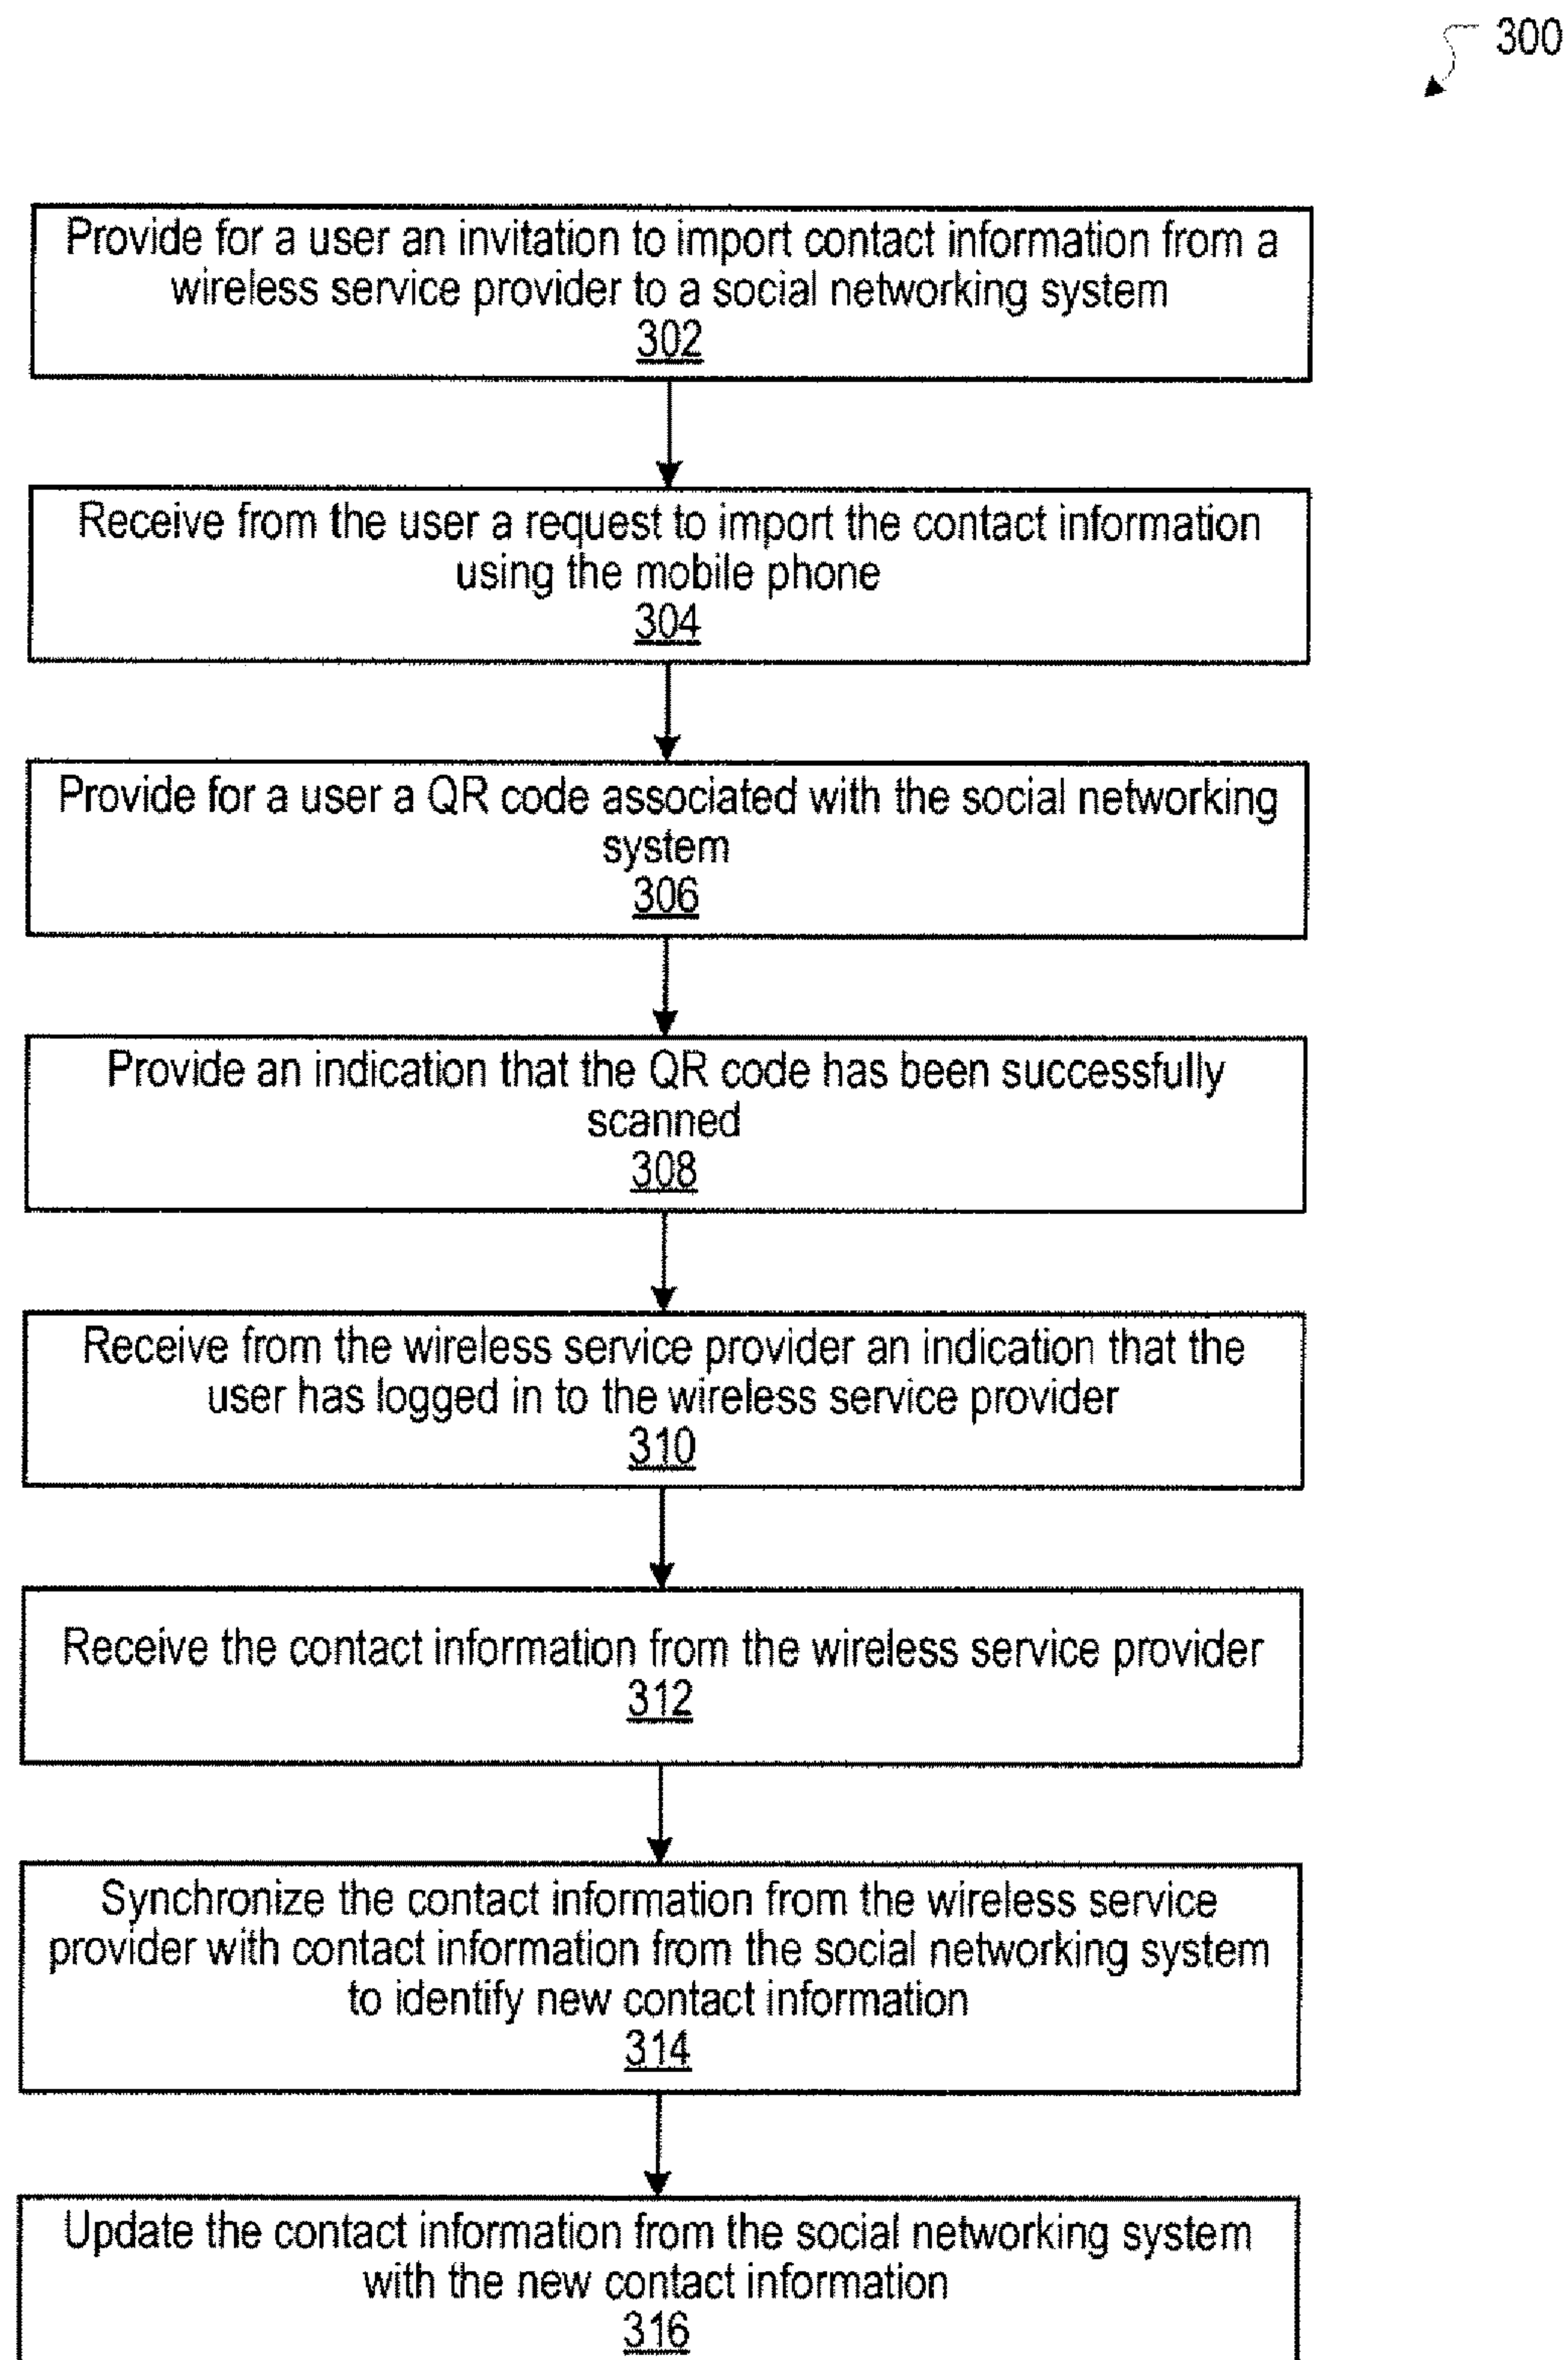 300
Provide for a user an invitation to import contact information from a
wireless service provider to a social networking system
302
Receive from the user a request to import the contact information
using the mobile phone
304
Provide for a user a QR code associated with the social networking
system
306
Provide an indication that the QR code has been successfully
scanned
308
Receive from the wireless service provider an indication that the
user has logged in to the wireless service provider
310
Receive the contact information from the wireless service provider
312
Synchronize the contact information from the wireless service
provider with contact information from the social networking system
to identify new contact information
314
Update the contact information from the social networking system
with the new contact information
316